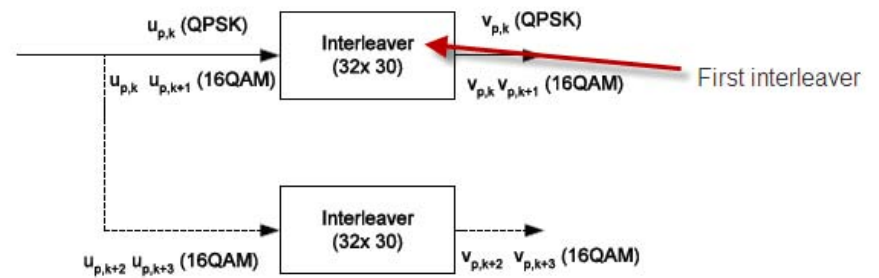 u_p,k (QPSK)
Interleaver
(32x 30)
v_p,k (QPSK)
First interleaver
u_p,k u_p,k+1 (16QAM)
v_p,k v_p,k+1 (16QAM)
Interleaver
(32x 30)
u_p,k+2 u_p,k+3 (16QAM)
v_p,k+2 v_p,k+3 (16QAM)